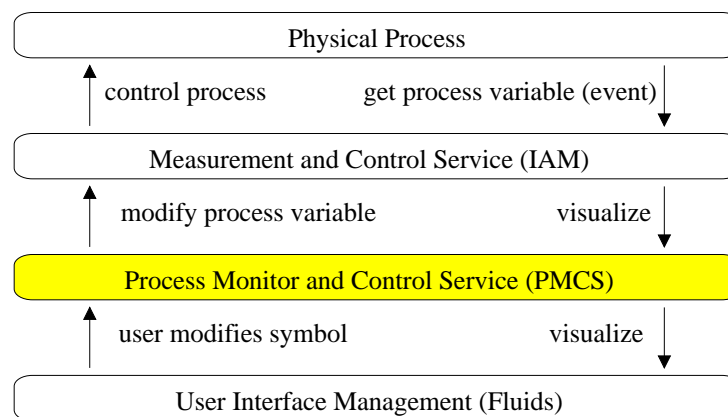 Physical Process
control process
get process variable (event)
Measurement and Control Service (IAM)
modify process variable
visualize
Process Monitor and Control Service (PMCS)
user modifies symbol
visualize
User Interface Management (Fluids)